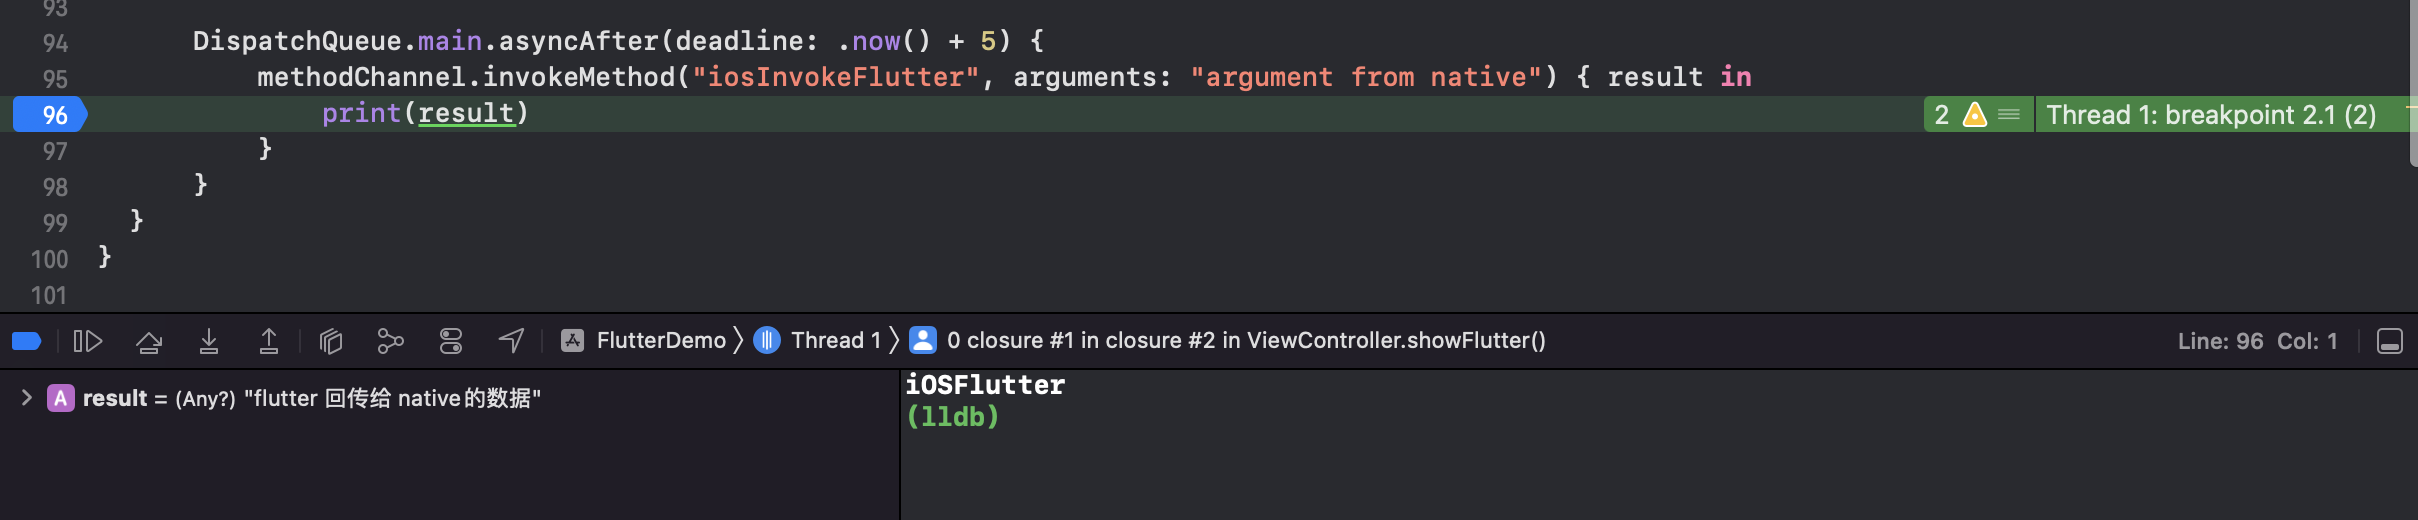 93
94 DispatchQueue.main.asyncAfter(deadline: .now() + 5) {
95 methodChannel.invokeMethod("iosInvokeFlutter", arguments: "argument from native") { result in
96 print(result) 2 Thread 1: breakpoint 2.1 (2)
97 }
98 }
99 }
100 }
101
FlutterDemo Thread 1 0 closure #1 in closure #2 in ViewController.showFlutter() Line: 96 Col: 1
A result = (Any?) "flutter 回传给 native的数据"
iOSFlutter
(lldb)